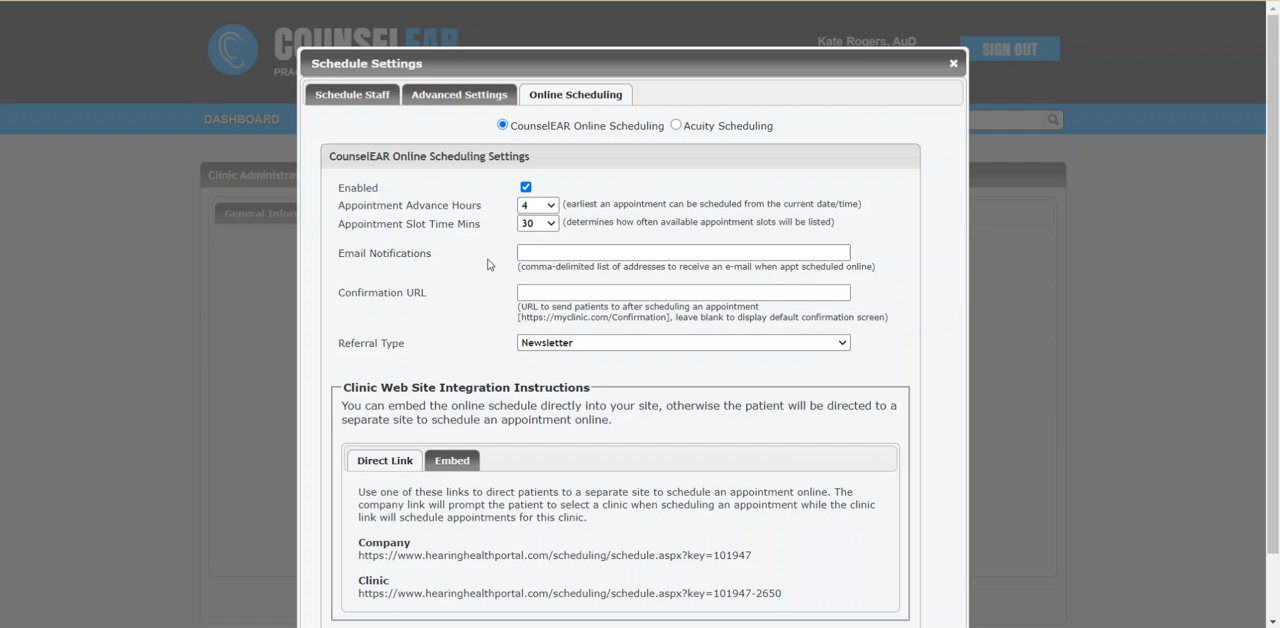 COUNSELEAR
PRA
Kate Rogers, AuD
SIGN OUT
DASHBOARD
Clinic Administra
General Infor
Schedule Settings
×
Schedule Staff Advanced Settings Online Scheduling
CounselEAR Online Scheduling Acuity Scheduling
CounselEAR Online Scheduling Settings
Enabled
Appointment Advance Hours 4 (earliest an appointment can be scheduled from the current date/time)
Appointment Slot Time Mins 30 (determines how often available appointment slots will be listed)
Email Notifications
(comma-delimited list of addresses to receive an e-mail when appt scheduled online)
Confirmation URL
(URL to send patients to after scheduling an appointment
[https://myclinic.com/Confirmation], leave blank to display default confirmation screen)
Referral Type Newsletter
Clinic Web Site Integration Instructions
You can embed the online schedule directly into your site, otherwise the patient will be directed to a
separate site to schedule an appointment online.
Direct Link Embed
Use one of these links to direct patients to a separate site to schedule an appointment online. The
company link will prompt the patient to select a clinic when scheduling an appointment while the clinic
link will schedule appointments for this clinic.
Company
https://www.hearinghealthportal.com/scheduling/schedule.aspx?key=101947
Clinic
https://www.hearinghealthportal.com/scheduling/schedule.aspx?key=101947-2650